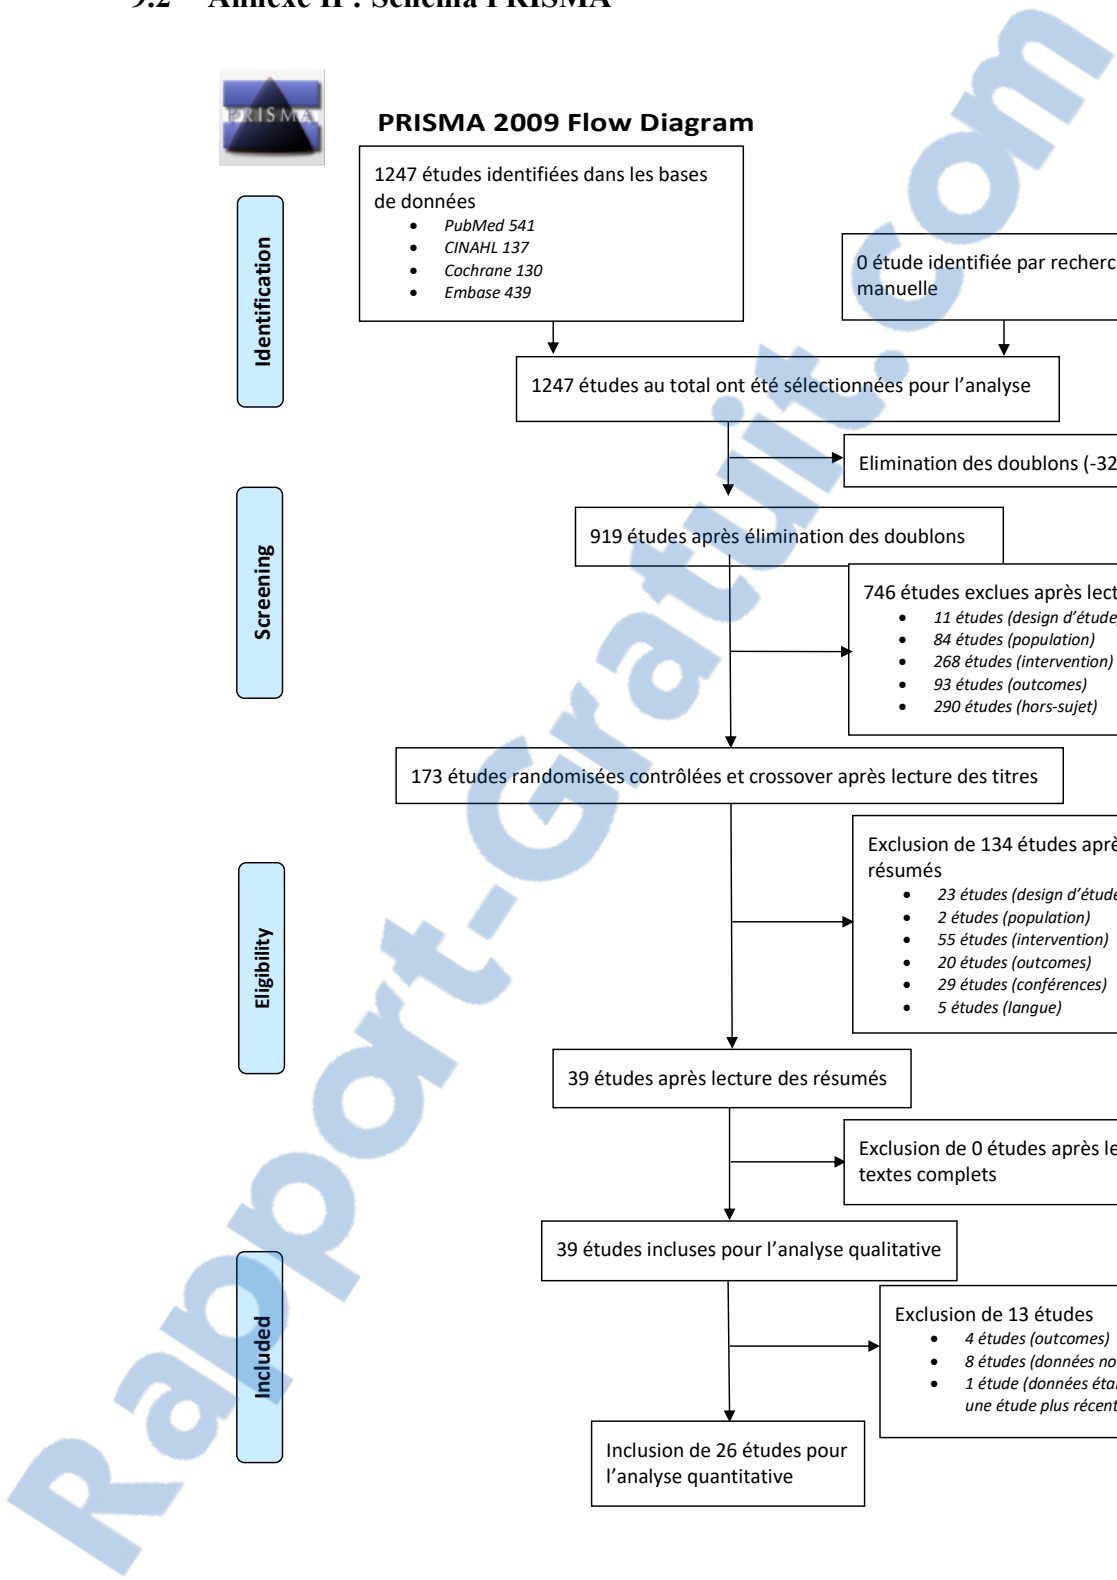 9.2 Annexe II : Schéma PRISMA
PRISMA
PRISMA 2009 Flow Diagram
1247 études identifiées dans les bases
de données
• PubMed 541
• CINAHL 137
• Cochrane 130
• Embase 439
0 étude identifiée par
manuelle
Identification
1247 études au total ont été sélectionnées pour l’analyse
Elimination des doublons
919 études après élimination des doublons
Screening
746 études exclues après
• 11 études (design d’étude
• 84 études (population)
• 268 études (intervention)
• 93 études (outcomes)
• 290 études (hors-sujet)
173 études randomisées contrôlées et crossover après lecture des titres
Exclusion de 134 études
résumés
• 23 études (design d’étude
• 2 études (population)
• 55 études (intervention)
• 20 études (outcomes)
• 29 études (conférences)
• 5 études (langue)
Eligibility
39 études après lecture des résumés
Exclusion de 0 études après
textes complets
39 études incluses pour l’analyse qualitative
Exclusion de 13 études
• 4 études (outcomes)
• 8 études (données
• 1 étude (données
une étude plus
Included
Inclusion de 26 études pour
l’analyse quantitative
Rapport-Gratuit.com